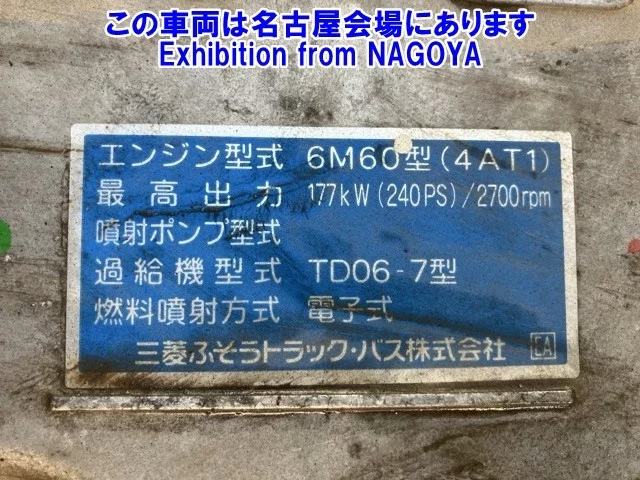 この車両は名古屋会場にあります
Exhibition from NAGOYA
エンジン型式 6M60型(4AT1)
最高出力 177kW(240PS)/2700rpm
噴射ポンプ型式
過給機型式 TD06-7型
燃料噴射方式 電子式
三菱ふそうトラック・バス株式会社 EA